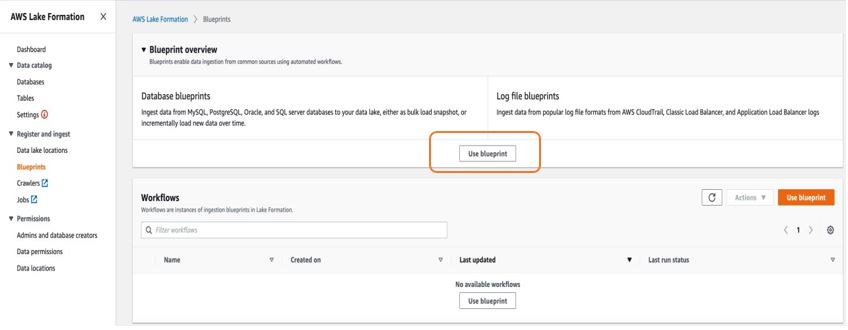 AWS Lake Formation X
Dashboard
Data catalog
Databases
Tables
Settings
Register and ingest
Data lake locations
Blueprints
Crawlers
Jobs
Permissions
Admins and database creators
Data permissions
Data locations
AWS Lake Formation > Blueprints
Blueprint overview
Blueprints enable data ingestion from common sources using automated workflows.
Database blueprints
Ingest data from MySQL, PostgreSQL, Oracle, and SQL server databases to your data lake, either as bulk load snapshot, or
incrementally load new data over time.
Log file blueprints
Ingest data from popular log file formats from AWS CloudTrail, Classic Load Balancer, and Application Load Balancer logs
Use blueprint
Workflows
Workflows are instances of ingestion blueprints in Lake Formation.
Actions
Use blueprint
Filter workflows
< 1 >
Name Created on Last updated Last run status
No available workflows
Use blueprint